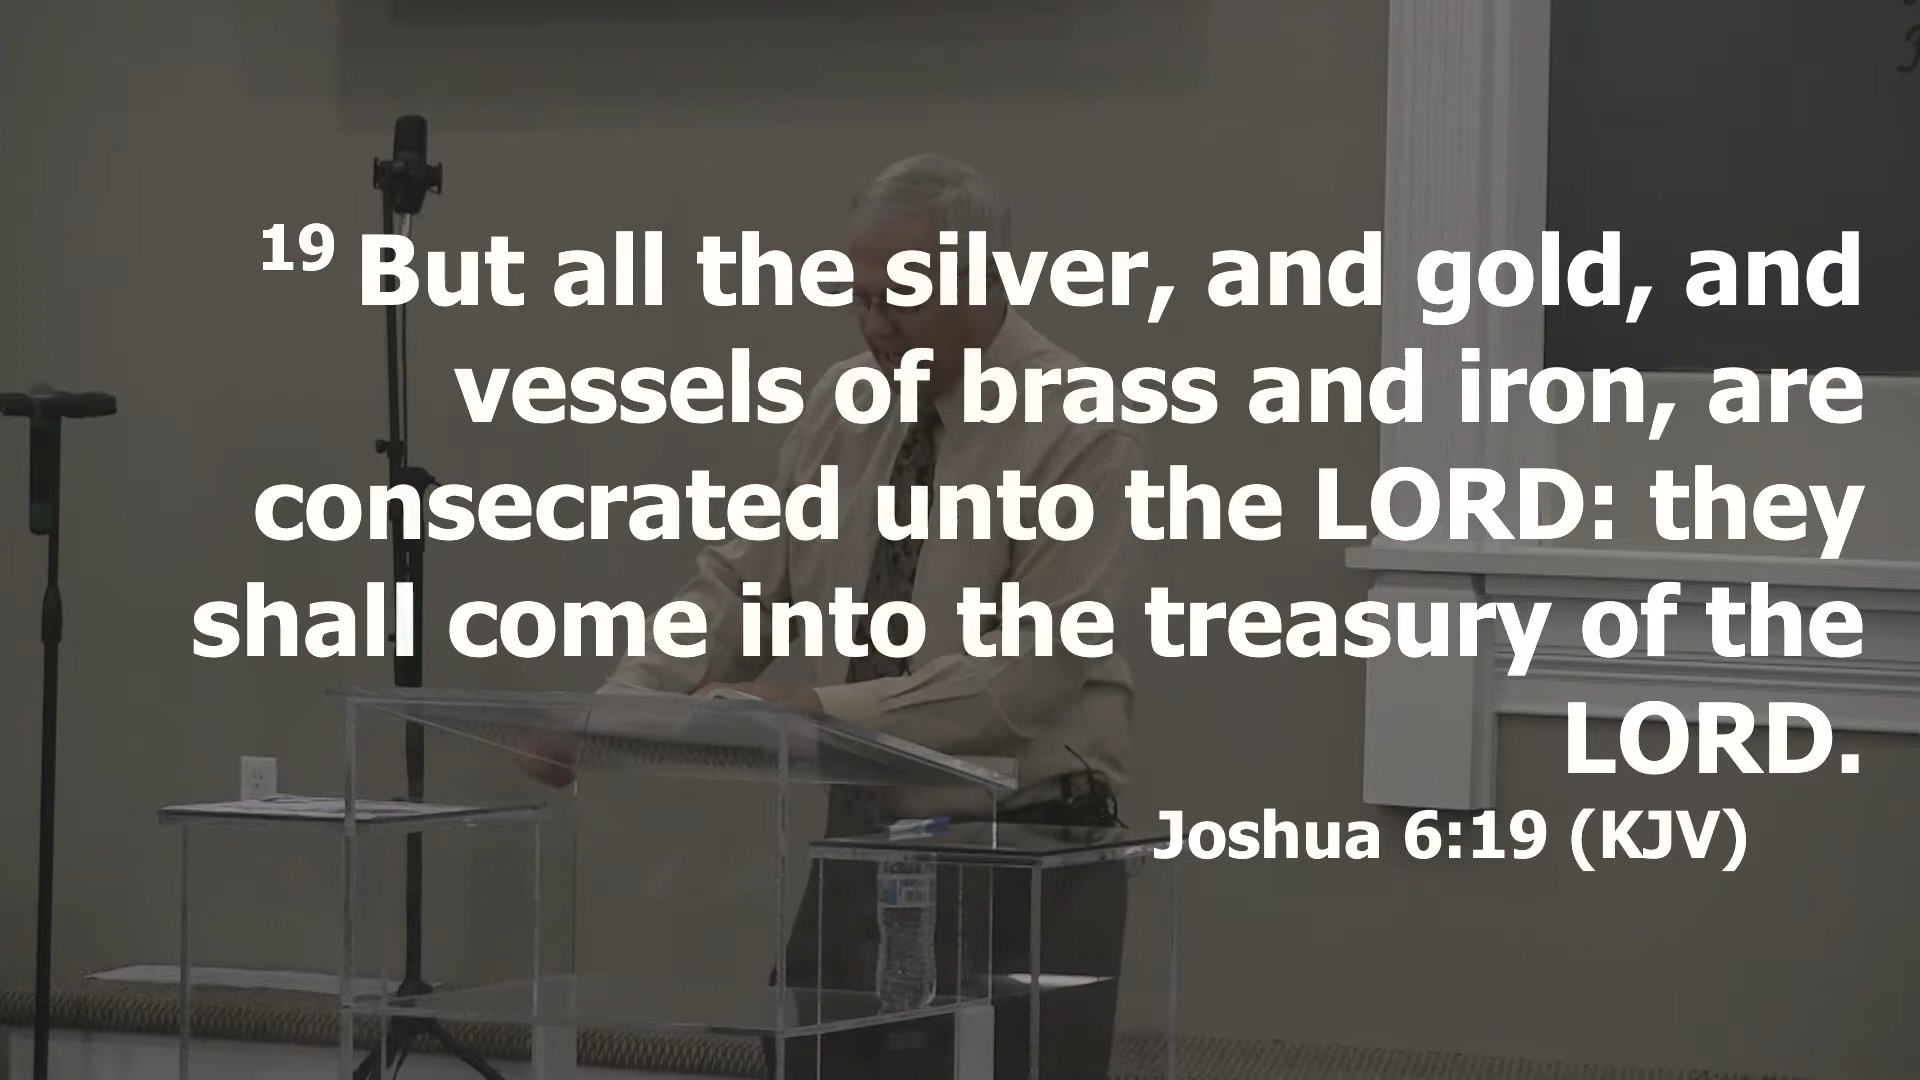 19 But all the silver, and gold, and
vessels of brass and iron, are
consecrated unto the LORD: they
shall come into the treasury of the
LORD.
Joshua 6:19 (KJV)